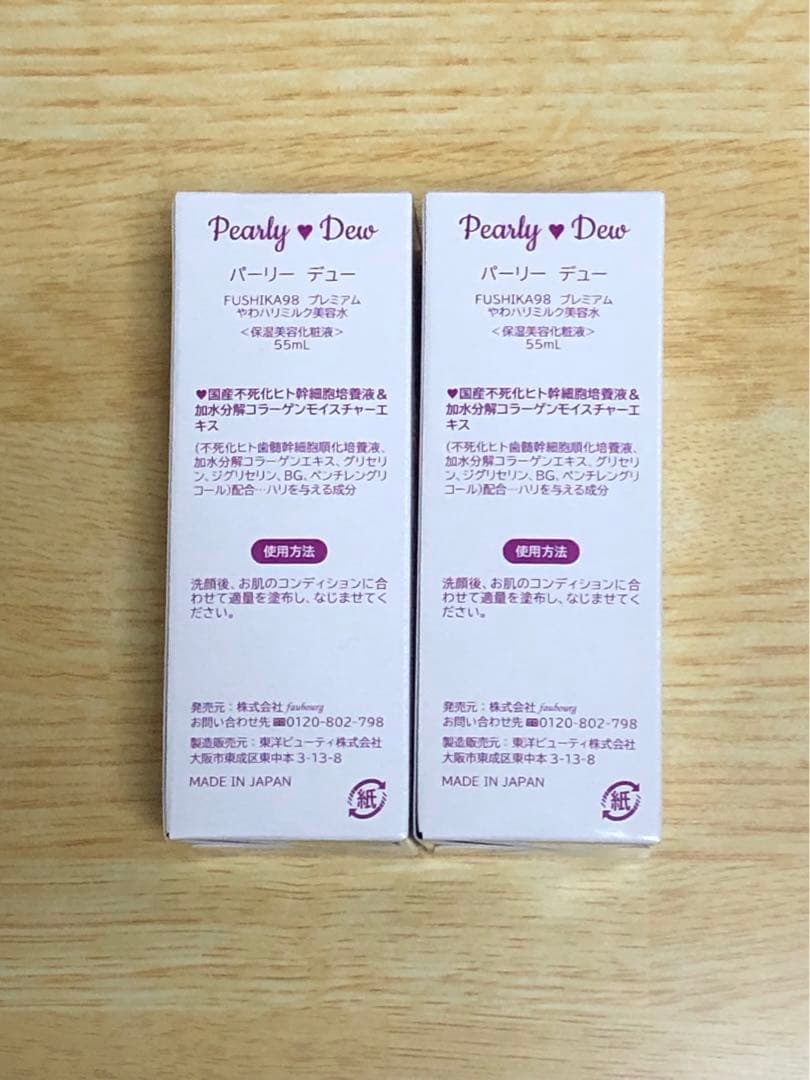 Pearly ♥ Dew
パーリー デュー
FUSHIKA98 プレミアム
やわハリミルク美容水
＜保湿美容化粧液＞
55mL
♥国産不死化ヒト幹細胞培養液＆
加水分解コラーゲンモイスチャーエ
キス
(不死化ヒト歯髄幹細胞順化培養液、
加水分解コラーゲンエキス、グリセリ
ン、ジグリセリン、BG、ペンチレングリ
コール)配合…ハリを与える成分
使用方法
洗顔後、お肌のコンディションに合
わせて適量を塗布し、なじませてく
ださい。
発売元：株式会社 faubourg
お問い合わせ先 0120-802-798
製造販売元：東洋ビューティ株式会社
大阪市東成区東中本 3-13-8
MADE IN JAPAN
紙
Pearly ♥ Dew
パーリー デュー
FUSHIKA98 プレミアム
やわハリミルク美容水
＜保湿美容化粧液＞
55mL
♥国産不死化ヒト幹細胞培養液＆
加水分解コラーゲンモイスチャーエ
キス
(不死化ヒト歯髄幹細胞順化培養液、
加水分解コラーゲンエキス、グリセリ
ン、ジグリセリン、BG、ペンチレングリ
コール)配合…ハリを与える成分
使用方法
洗顔後、お肌のコンディションに合
わせて適量を塗布し、なじませてく
ださい。
発売元：株式会社 faubourg
お問い合わせ先 0120-802-798
製造販売元：東洋ビューティ株式会社
大阪市東成区東中本 3-13-8
MADE IN JAPAN
紙